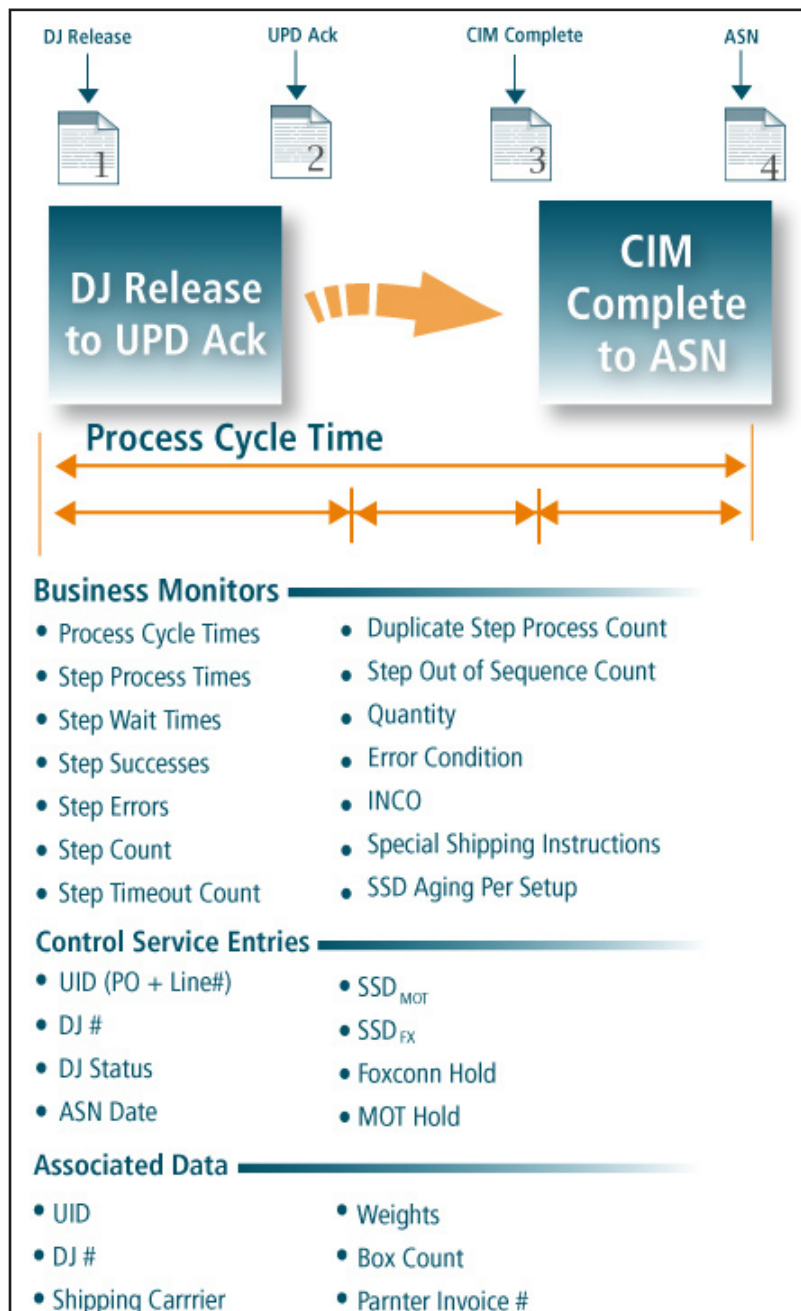 DJ Release
UPD Ack
CIM Complete
ASN
1
2
3
4
DJ Release
to UPD Ack
CIM
Complete
to ASN
Process Cycle Time
Business Monitors
• Process Cycle Times
• Step Process Times
• Step Wait Times
• Step Successes
• Step Errors
• Step Count
• Step Timeout Count
• Duplicate Step Process Count
• Step Out of Sequence Count
• Quantity
• Error Condition
• INCO
• Special Shipping Instructions
• SSD Aging Per Setup
Control Service Entries
• UID (PO + Line#)
• DJ #
• DJ Status
• ASN Date
• SSD MOT
• SSD FX
• Foxconn Hold
• MOT Hold
Associated Data
• UID
• DJ #
• Shipping Carrrier
• Weights
• Box Count
• Parnter Invoice #